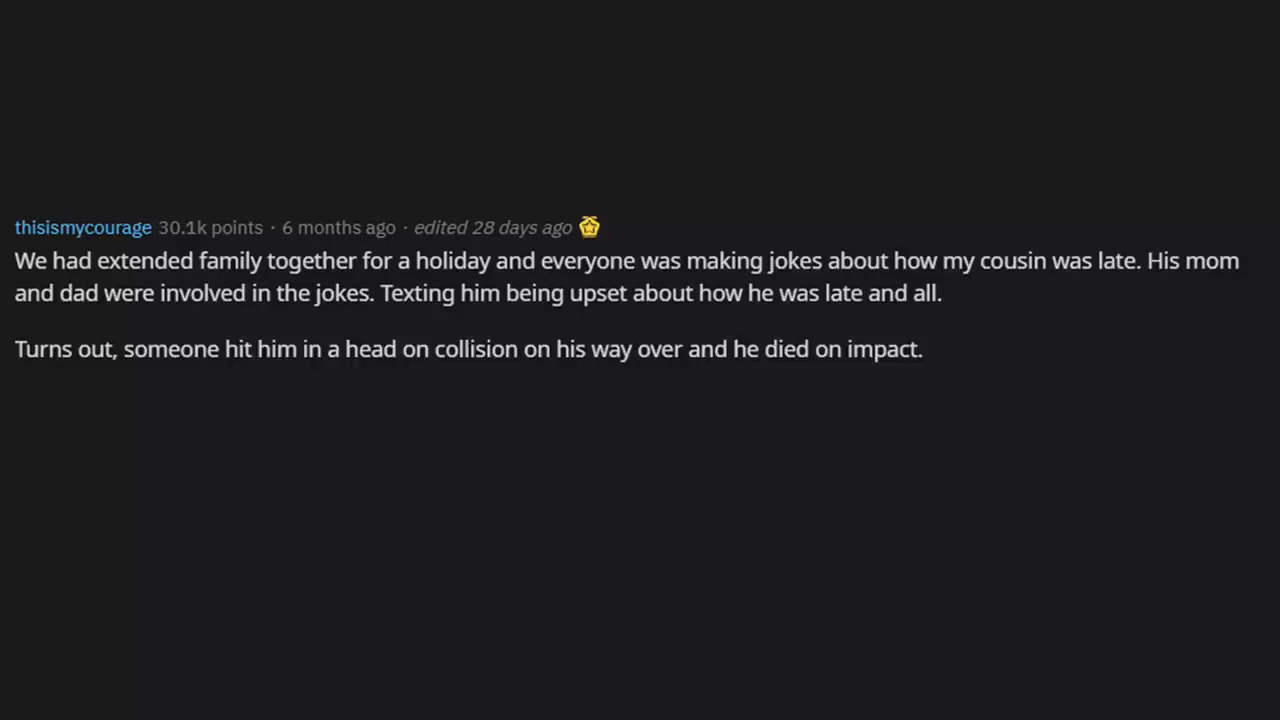 thisismycourage 30.1k points · 6 months ago · edited 28 days ago
We had extended family together for a holiday and everyone was making jokes about how my cousin was late. His mom
and dad were involved in the jokes. Texting him being upset about how he was late and all.
Turns out, someone hit him in a head on collision on his way over and he died on impact.